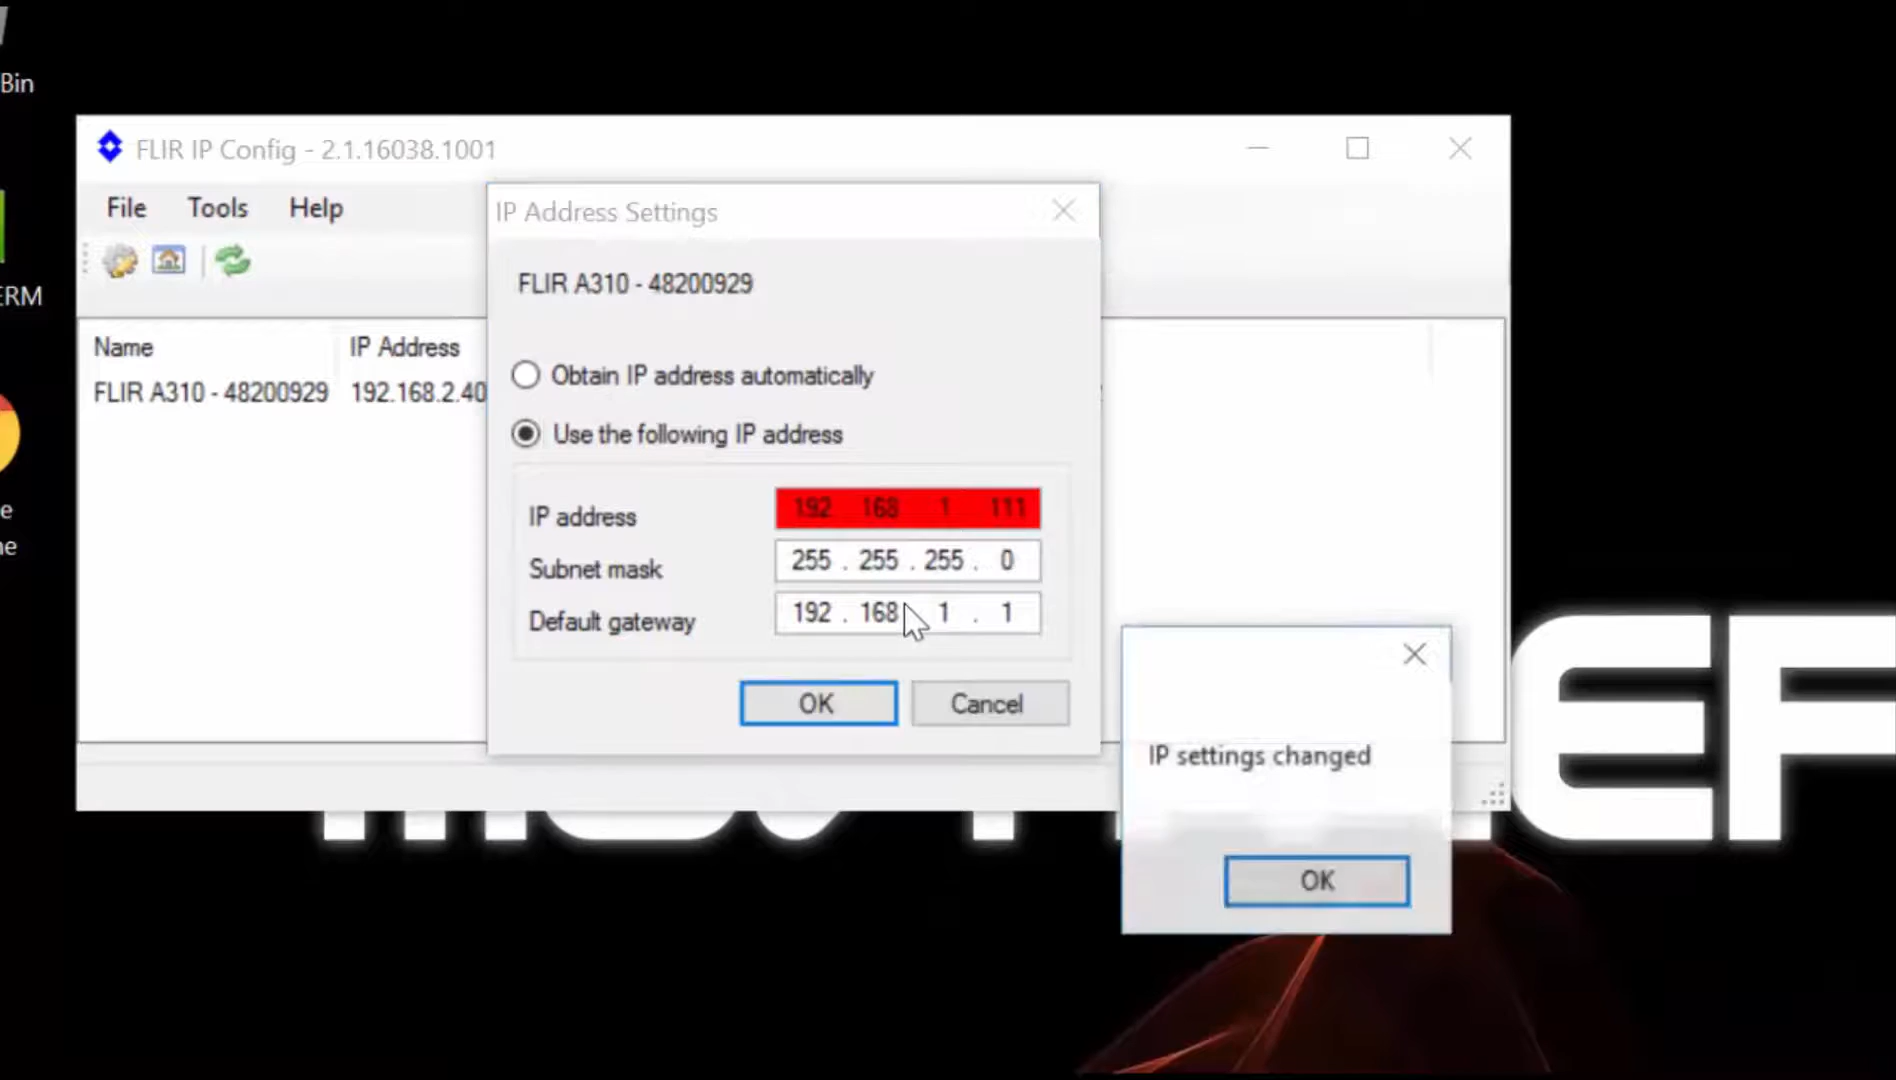 Bin
ERM
e
ne
FLIR IP Config - 2.1.16038.1001
File Tools Help
Name IP Address
FLIR A310 - 48200929 192.168.2.40
IP Address Settings
FLIR A310 - 48200929
Obtain IP address automatically
Use the following IP address
IP address 192 168 1 111
Subnet mask 255 . 255 . 255 . 0
Default gateway 192 . 168 1 . 1
OK Cancel
IP settings changed
OK
EF